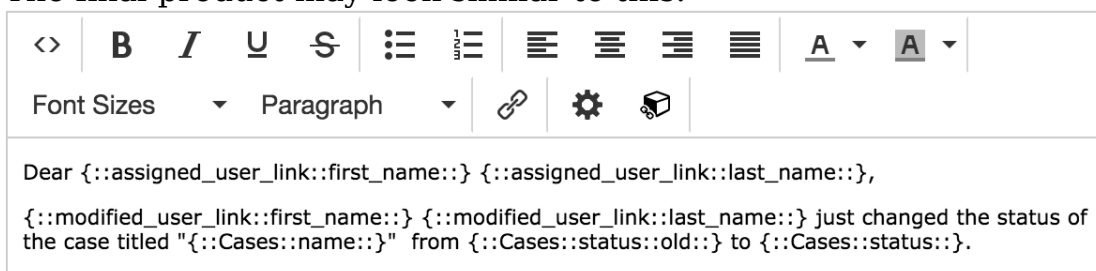 The final product may look similar to this:
<> B I U S A A
Font Sizes Paragraph
Dear {::assigned_user_link::first_name::} {::assigned_user_link::last_name::},
{::modified_user_link::first_name::} {::modified_user_link::last_name::} just changed the status of
the case titled "{::Cases::name::}"  from {::Cases::status::old::} to {::Cases::status::}.